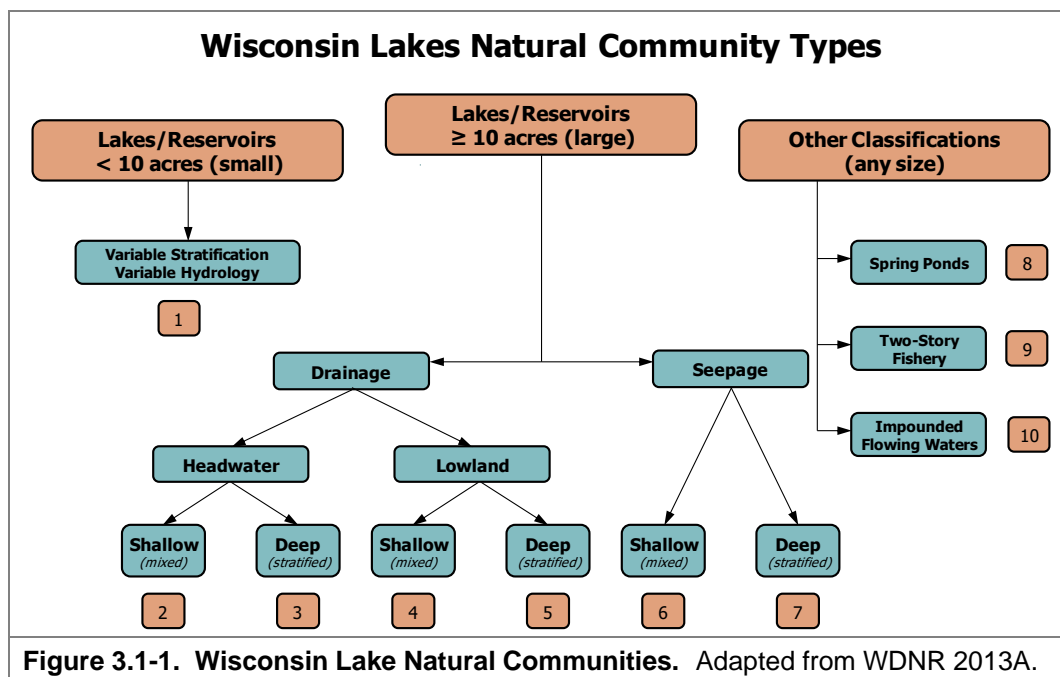 Wisconsin Lakes Natural Community Types
Lakes/Reservoirs
< 10 acres (small)
Lakes/Reservoirs
≥ 10 acres (large)
Other Classifications
(any size)
Variable Stratification
Variable Hydrology
1
Spring Ponds
8
Two-Story
Fishery
9
Impounded
Flowing Waters
10
Drainage
Seepage
Headwater
Lowland
Shallow
(mixed)
Deep
(stratified)
Shallow
(mixed)
Deep
(stratified)
Shallow
(mixed)
Deep
(stratified)
2
3
4
5
6
7
Figure 3.1-1. Wisconsin Lake Natural Communities. Adapted from WDNR 2013A.